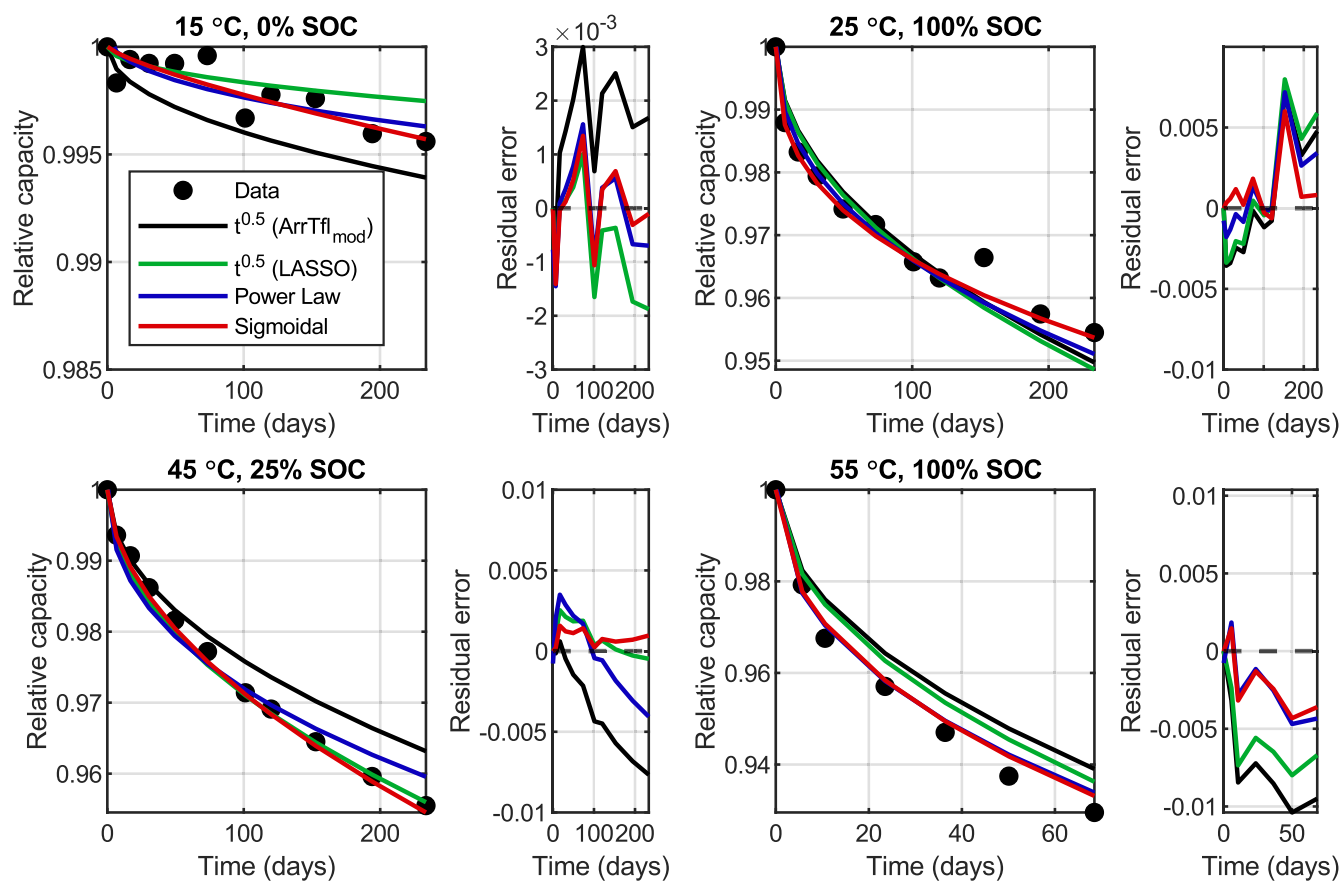 15 °C, 0% SOC
1
0.995
0.99
0.985
0
100
200
Relative capacity
Time (days)
Data
t^0.5 (ArrTfl_mod)
t^0.5 (LASSO)
Power Law
Sigmoidal
×10^-3
3
2
1
0
-1
-2
-3
0
100
200
Residual error
Time (days)
25 °C, 100% SOC
1
0.99
0.98
0.97
0.96
0.95
0
100
200
Relative capacity
Time (days)
0.005
0
-0.005
-0.01
0
100
200
Residual error
Time (days)
45 °C, 25% SOC
1
0.99
0.98
0.97
0.96
0
100
200
Relative capacity
Time (days)
0.01
0.005
0
-0.005
-0.01
0
100
200
Residual error
Time (days)
55 °C, 100% SOC
1
0.98
0.96
0.94
0
20
40
60
Relative capacity
Time (days)
0.01
0.005
0
-0.005
-0.01
0
50
Residual error
Time (days)